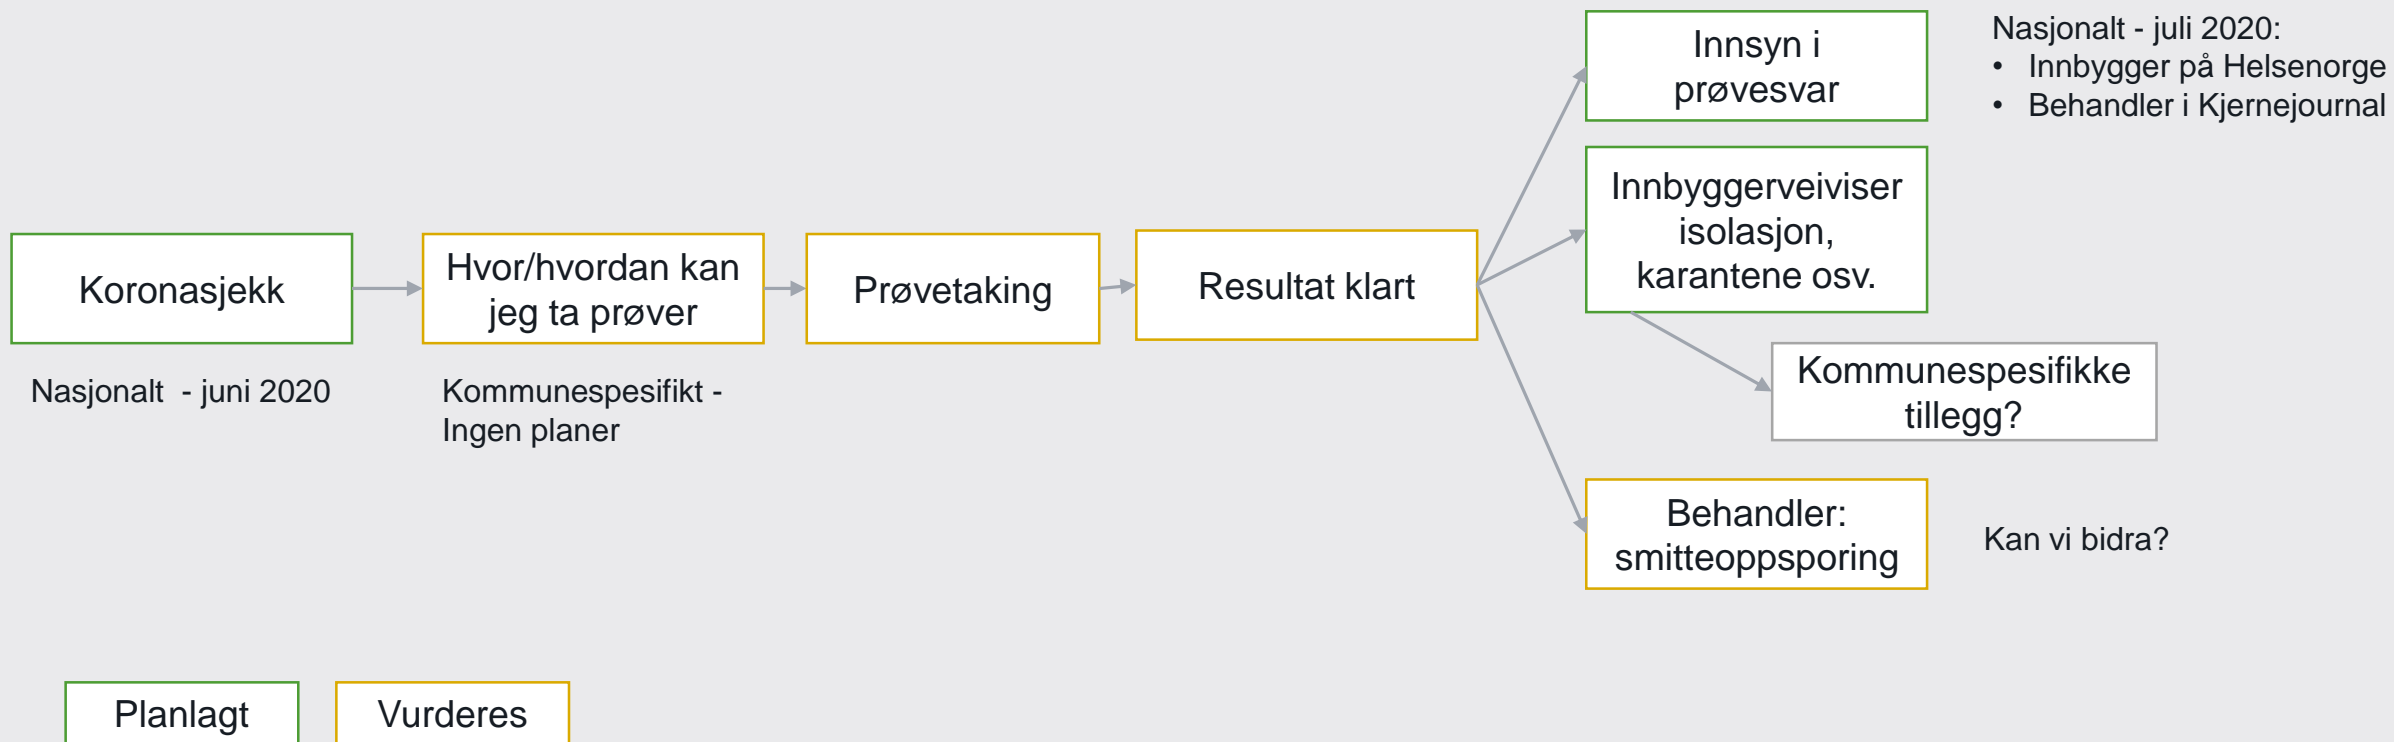 Koronasjekk
Nasjonalt - juni 2020
Hvor/hvordan kan
jeg ta prøver
Kommunespesifikt -
Ingen planer
Prøvetaking
Resultat klart
Innsyn i
prøvesvar
Nasjonalt - juli 2020:
• Innbygger på Helsenorge
• Behandler i Kjernejournal
Innbyggerveiviser
isolasjon,
karantene osv.
Kommunespesifikke
tillegg?
Behandler:
smitteoppsporing
Kan vi bidra?
Planlagt
Vurderes